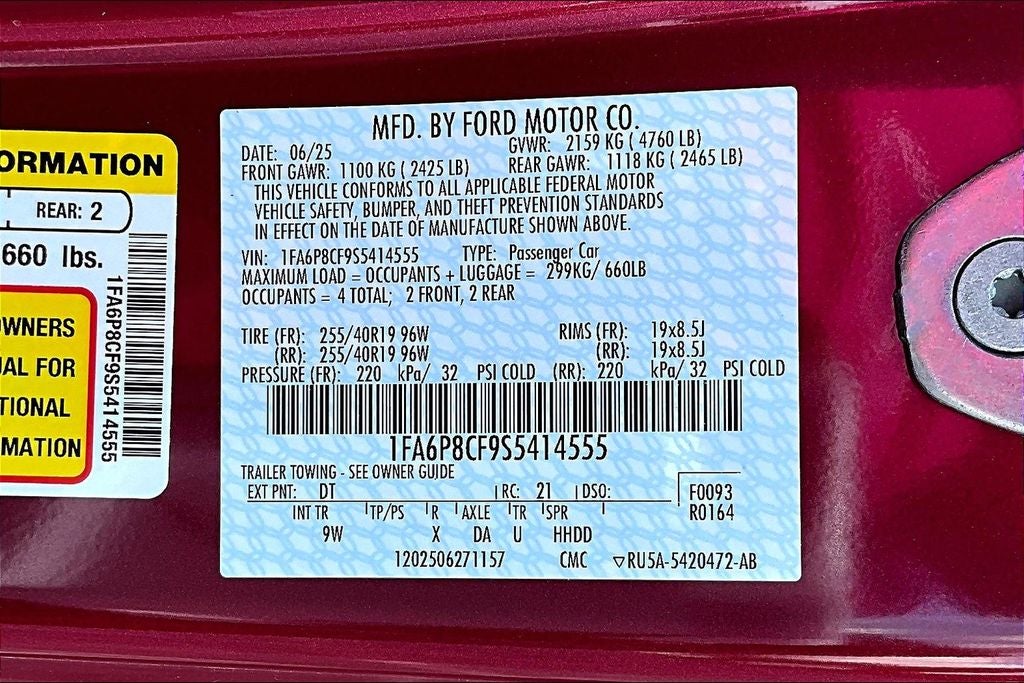 ORMATION
REAR: 2
660 lbs.
1FA6P8CF9S5414555
OWNERS
UAL FOR
TIONAL
MATION
MFD. BY FORD MOTOR CO.
DATE: 06/25 GVWR: 2159 KG ( 4760 LB)
FRONT GAWR: 1100 KG ( 2425 LB) REAR GAWR: 1118 KG ( 2465 LB)
THIS VEHICLE CONFORMS TO ALL APPLICABLE FEDERAL MOTOR
VEHICLE SAFETY, BUMPER, AND THEFT PREVENTION STANDARDS
IN EFFECT ON THE DATE OF MANUFACTURE SHOWN ABOVE.
VIN: 1FA6P8CF9S5414555 TYPE: Passenger Car
MAXIMUM LOAD = OCCUPANTS + LUGGAGE = 299KG/ 660LB
OCCUPANTS = 4 TOTAL; 2 FRONT, 2 REAR
TIRE (FR): 255/40R19 96W RIMS (FR): 19x8.5J
(RR): 255/40R19 96W (RR): 19x8.5J
PRESSURE (FR): 220 kPa/ 32 PSI COLD (RR): 220 kPa/ 32 PSI COLD
1FA6P8CF9S5414555
TRAILER TOWING - SEE OWNER GUIDE
EXT PNT: DT RC: 21 DSO: F0093
INT TR TP/PS R AXLE TR SPR R0164
9W X DA U HHDD
1202506271157 CMC ▽RU5A-5420472-AB